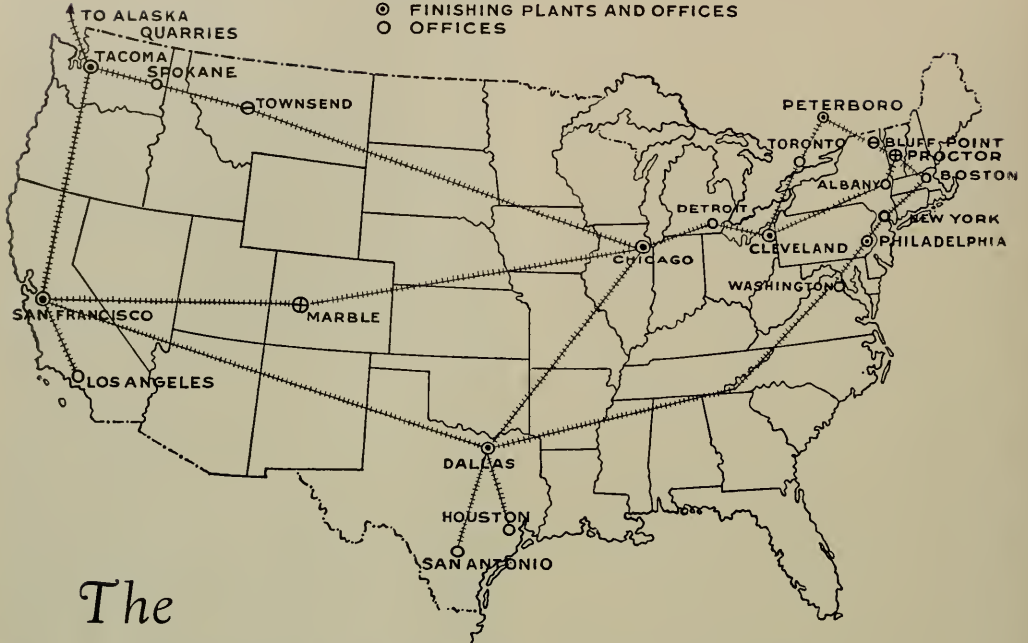 FINISHING PLANTS AND OFFICES
OFFICES
TO ALASKA
QUARRIES
TACOMA
SPOKANE
TOWNSEND
PETERBORO
BLUFF POINT
PROCTOR
TORONTO
BOSTON
ALBANY
DETROIT
NEW YORK
CLEVELAND
PHILADELPHIA
CHICAGO
WASHINGTON
SAN FRANCISCO
MARBLE
LOS ANGELES
DALLAS
HOUSTON
SAN ANTONIO
The